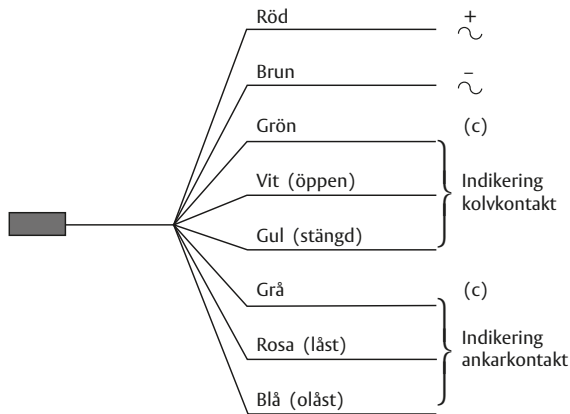 Röd +
Brun –
Grön (c)
Vit (öppen)
Indikering
kolvkontakt
Gul (stängd)
Grå (c)
Rosa (låst)
Indikering
ankarkontakt
Blå (olåst)